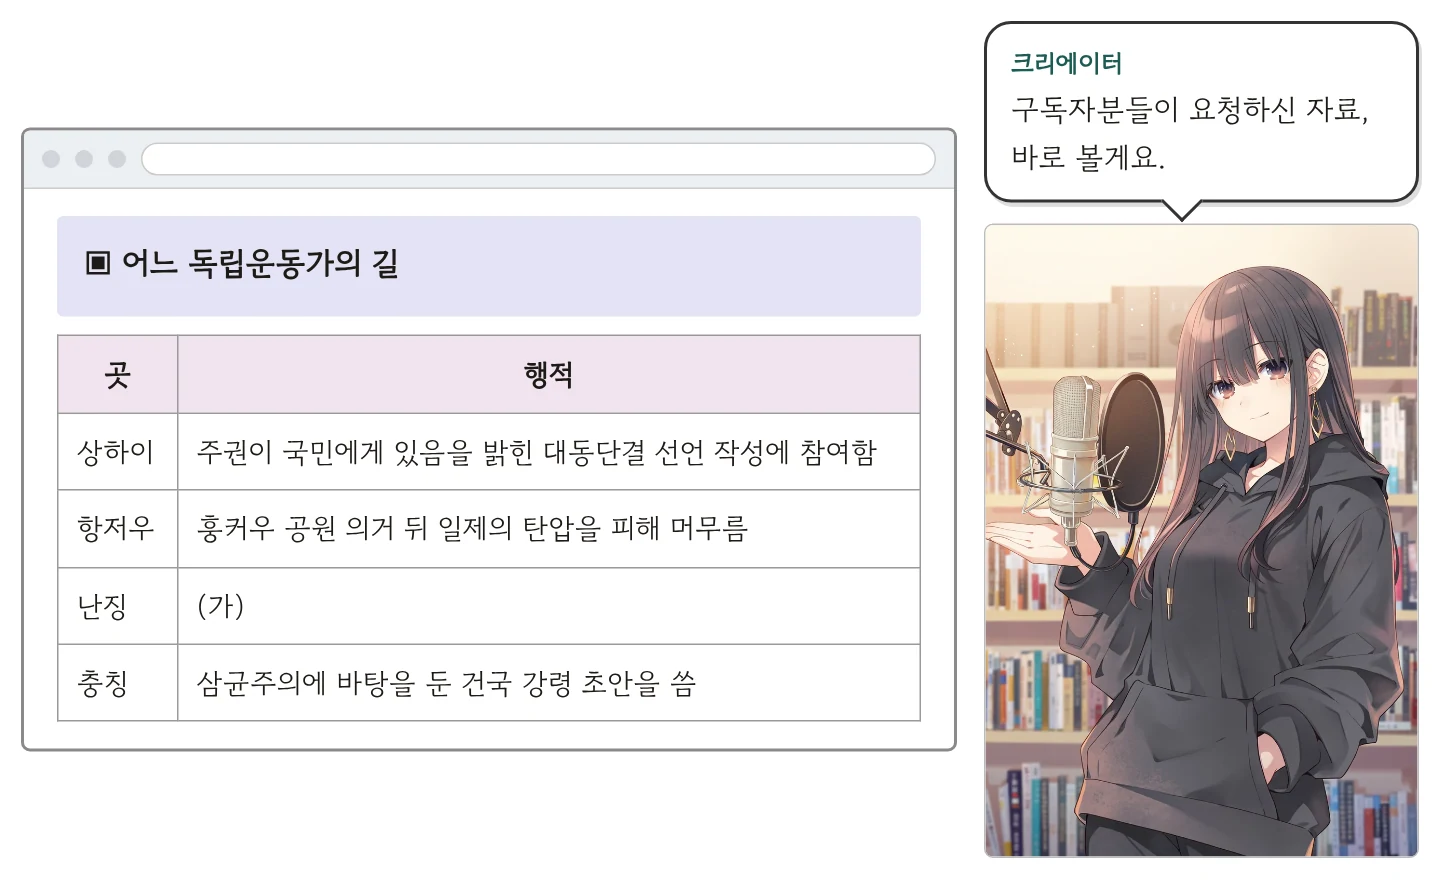 ▣ 어느 독립운동가의 길
곳 행적
상하이 주권이 국민에게 있음을 밝힌 대동단결 선언 작성에 참여함
항저우 훙커우 공원 의거 뒤 일제의 탄압을 피해 머무름
난징 (가)
충칭 삼균주의에 바탕을 둔 건국 강령 초안을 씀
크리에이터
구독자분들이 요청하신 자료,
바로 볼게요.